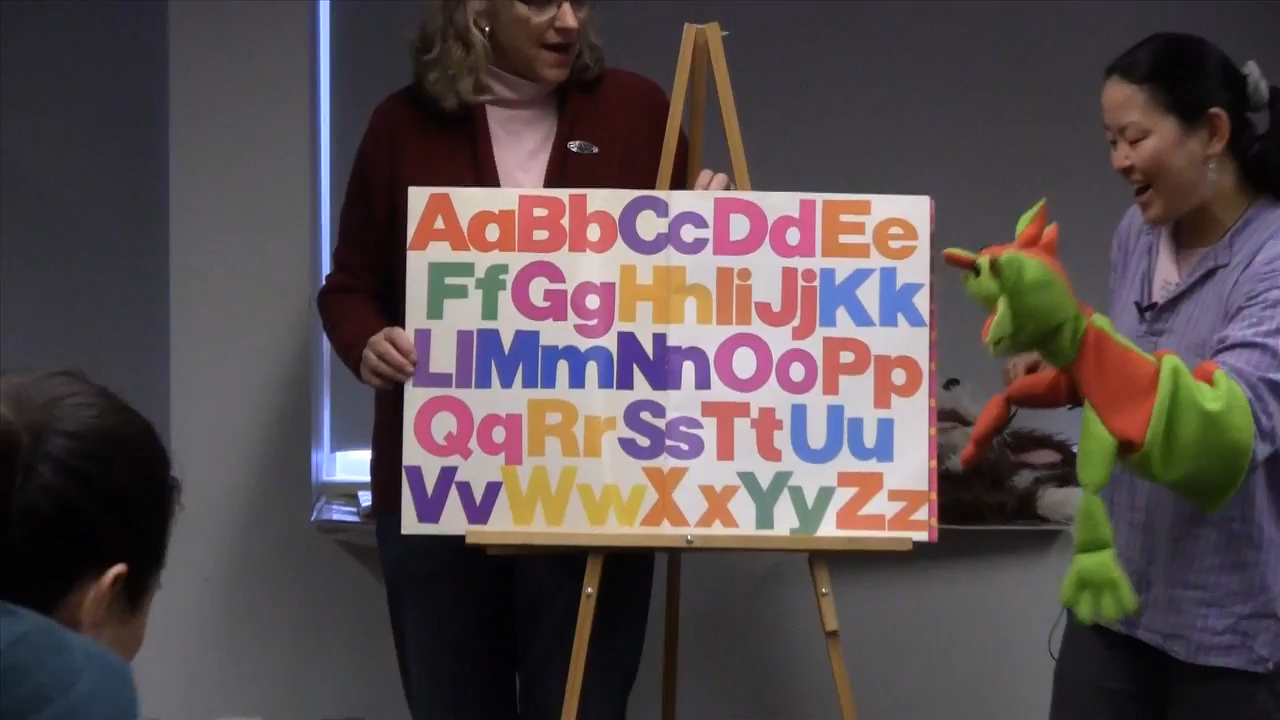 AaBbCcDdEe
FfGgHhIiJjKk
LlMmNnOoPp
QqRrSsTtUu
VvWwXxYyZz